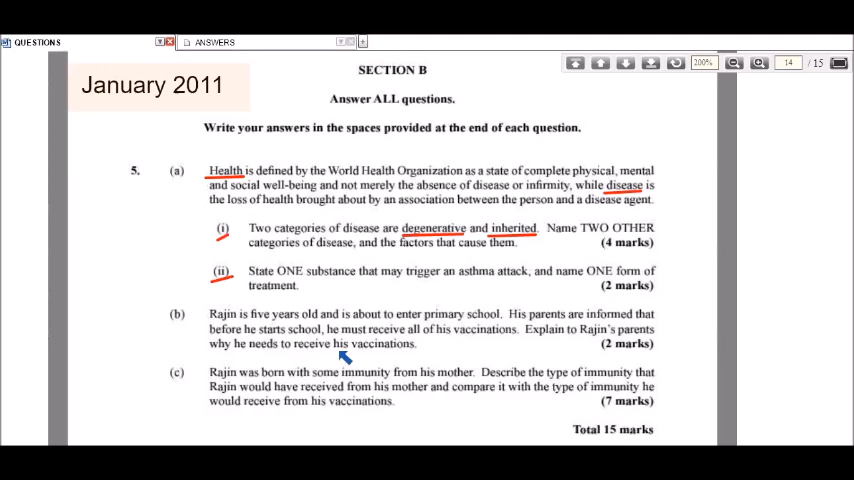 QUESTIONS
ANSWERS
January 2011
200%
14 / 15
SECTION B
Answer ALL questions.
Write your answers in the spaces provided at the end of each question.
5. (a) Health is defined by the World Health Organization as a state of complete physical, mental
and social well-being and not merely the absence of disease or infirmity, while disease is
the loss of health brought about by an association between the person and a disease agent.
(i) Two categories of disease are degenerative and inherited. Name TWO OTHER
categories of disease, and the factors that cause them. (4 marks)
(ii) State ONE substance that may trigger an asthma attack, and name ONE form of
treatment. (2 marks)
(b) Rajin is five years old and is about to enter primary school. His parents are informed that
before he starts school, he must receive all of his vaccinations. Explain to Rajin's parents
why he needs to receive his vaccinations. (2 marks)
(c) Rajin was born with some immunity from his mother. Describe the type of immunity that
Rajin would have received from his mother and compare it with the type of immunity he
would receive from his vaccinations. (7 marks)
Total 15 marks